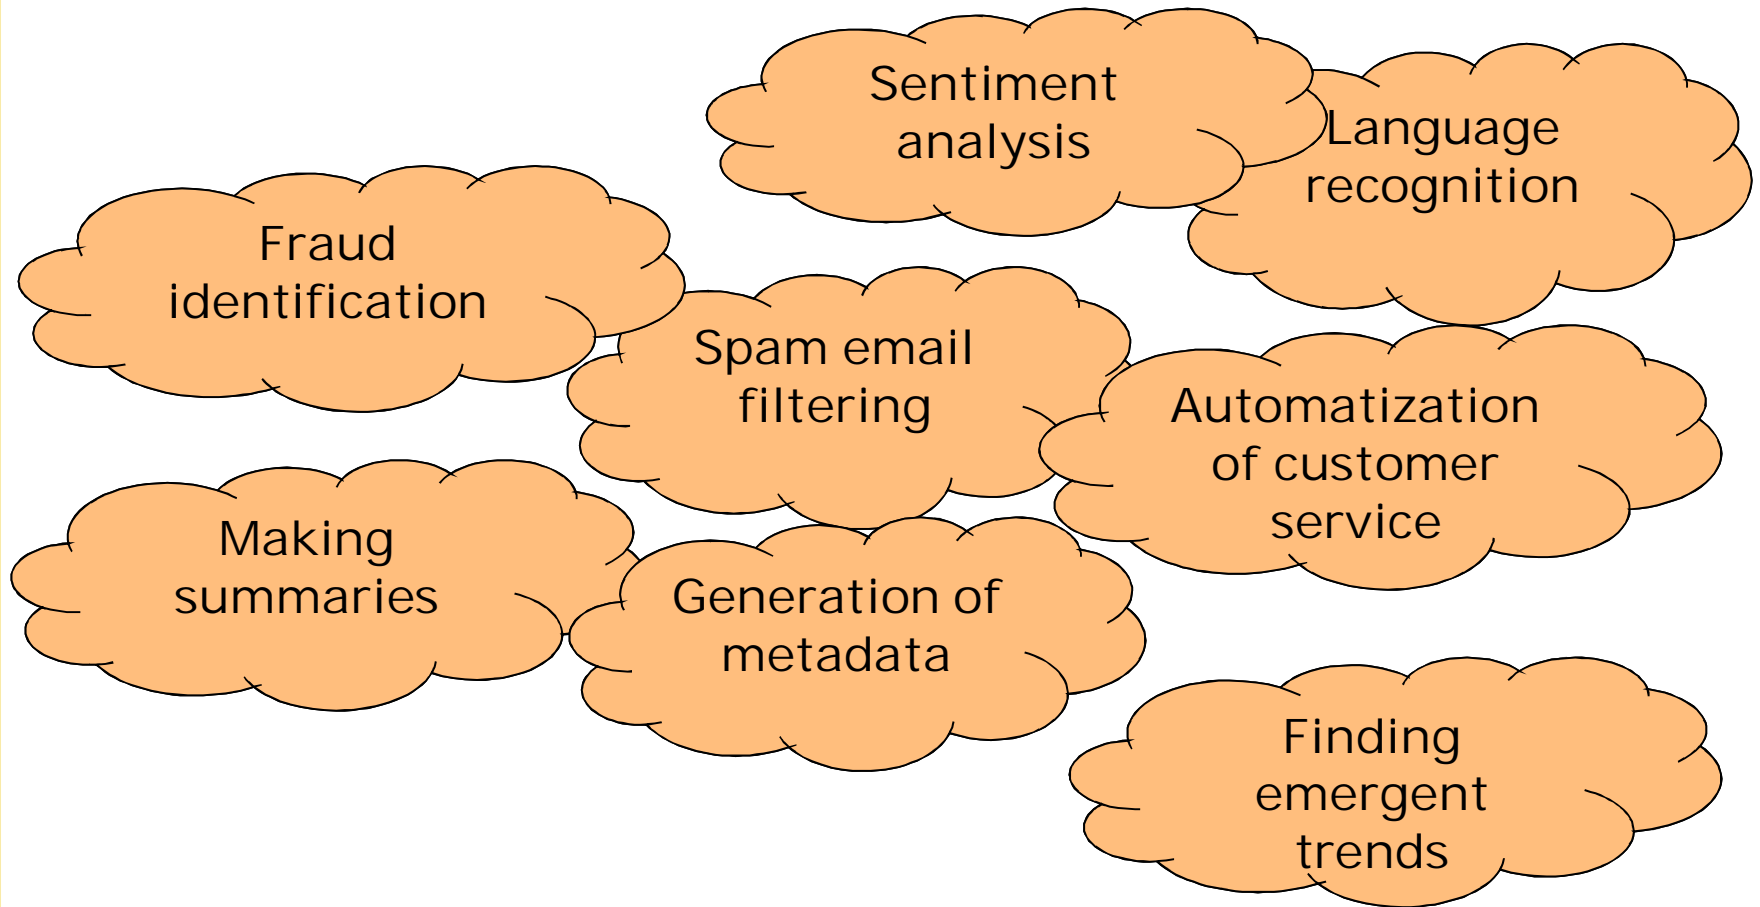 Sentiment
analysis
Language
recognition
Fraud
identification
Spam email
filtering
Automatization
of customer
service
Making
summaries
Generation of
metadata
Finding
emergent
trends